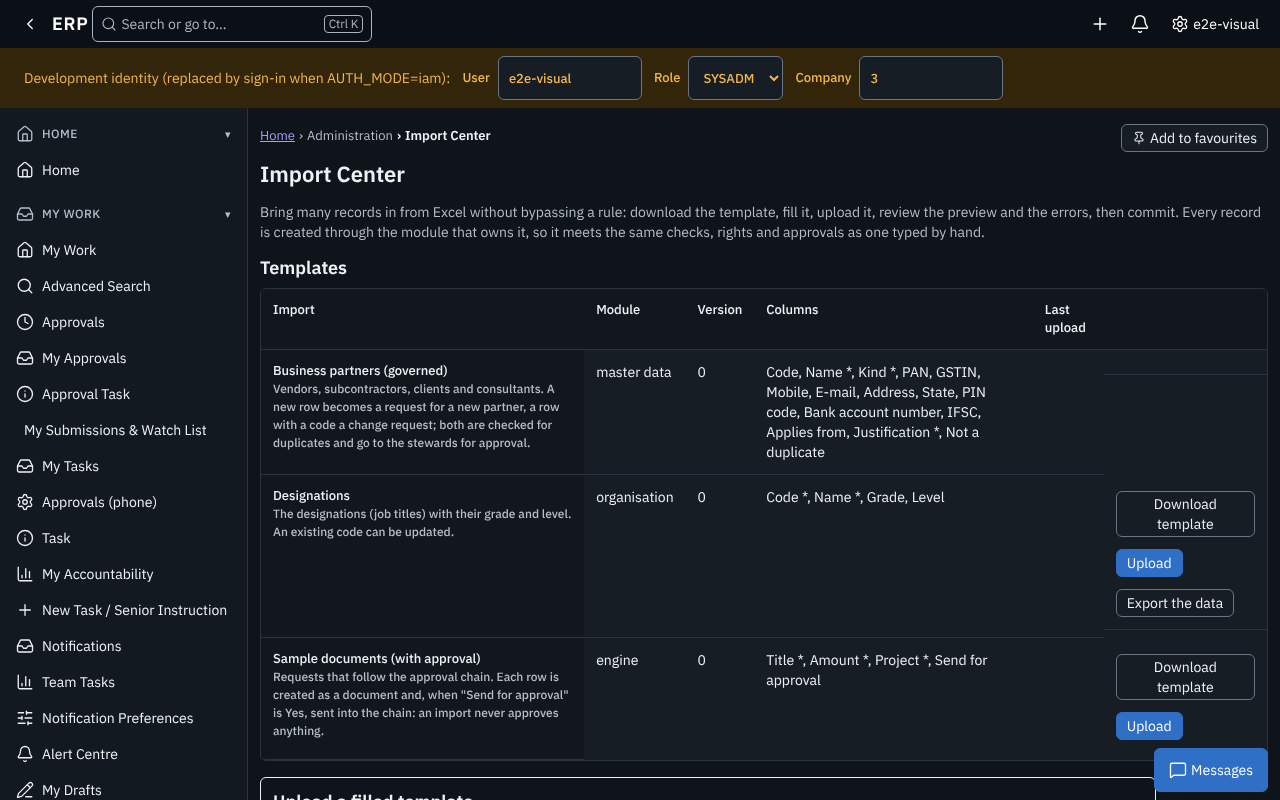 ERP
Search or go to...
Ctrl K
e2e-visual
Development identity (replaced by sign-in when AUTH_MODE=iam):
User
e2e-visual
Role
SYSADM
Company
3
HOME
Home
MY WORK
My Work
Advanced Search
Approvals
My Approvals
Approval Task
My Submissions & Watch List
My Tasks
Approvals (phone)
Task
My Accountability
New Task / Senior Instruction
Notifications
Team Tasks
Notification Preferences
Alert Centre
My Drafts
Home › Administration › Import Center
Add to favourites
Import Center
Bring many records in from Excel without bypassing a rule: download the template, fill it, upload it, review the preview and the errors, then commit. Every record
is created through the module that owns it, so it meets the same checks, rights and approvals as one typed by hand.
Templates
Import
Module
Version
Columns
Last
upload
Business partners (governed)
Vendors, subcontractors, clients and consultants. A
new row becomes a request for a new partner, a row
with a code a change request; both are checked for
duplicates and go to the stewards for approval.
master data
0
Code, Name *, Kind *, PAN, GSTIN,
Mobile, E-mail, Address, State, PIN
code, Bank account number, IFSC,
Applies from, Justification *, Not a
duplicate
Designations
The designations (job titles) with their grade and level.
An existing code can be updated.
organisation
0
Code *, Name *, Grade, Level
Download
template
Upload
Export the data
Sample documents (with approval)
Requests that follow the approval chain. Each row is
created as a document and, when "Send for approval"
is Yes, sent into the chain: an import never approves
anything.
engine
0
Title *, Amount *, Project *, Send for
approval
Download
template
Upload
Messages
Upload a filled template